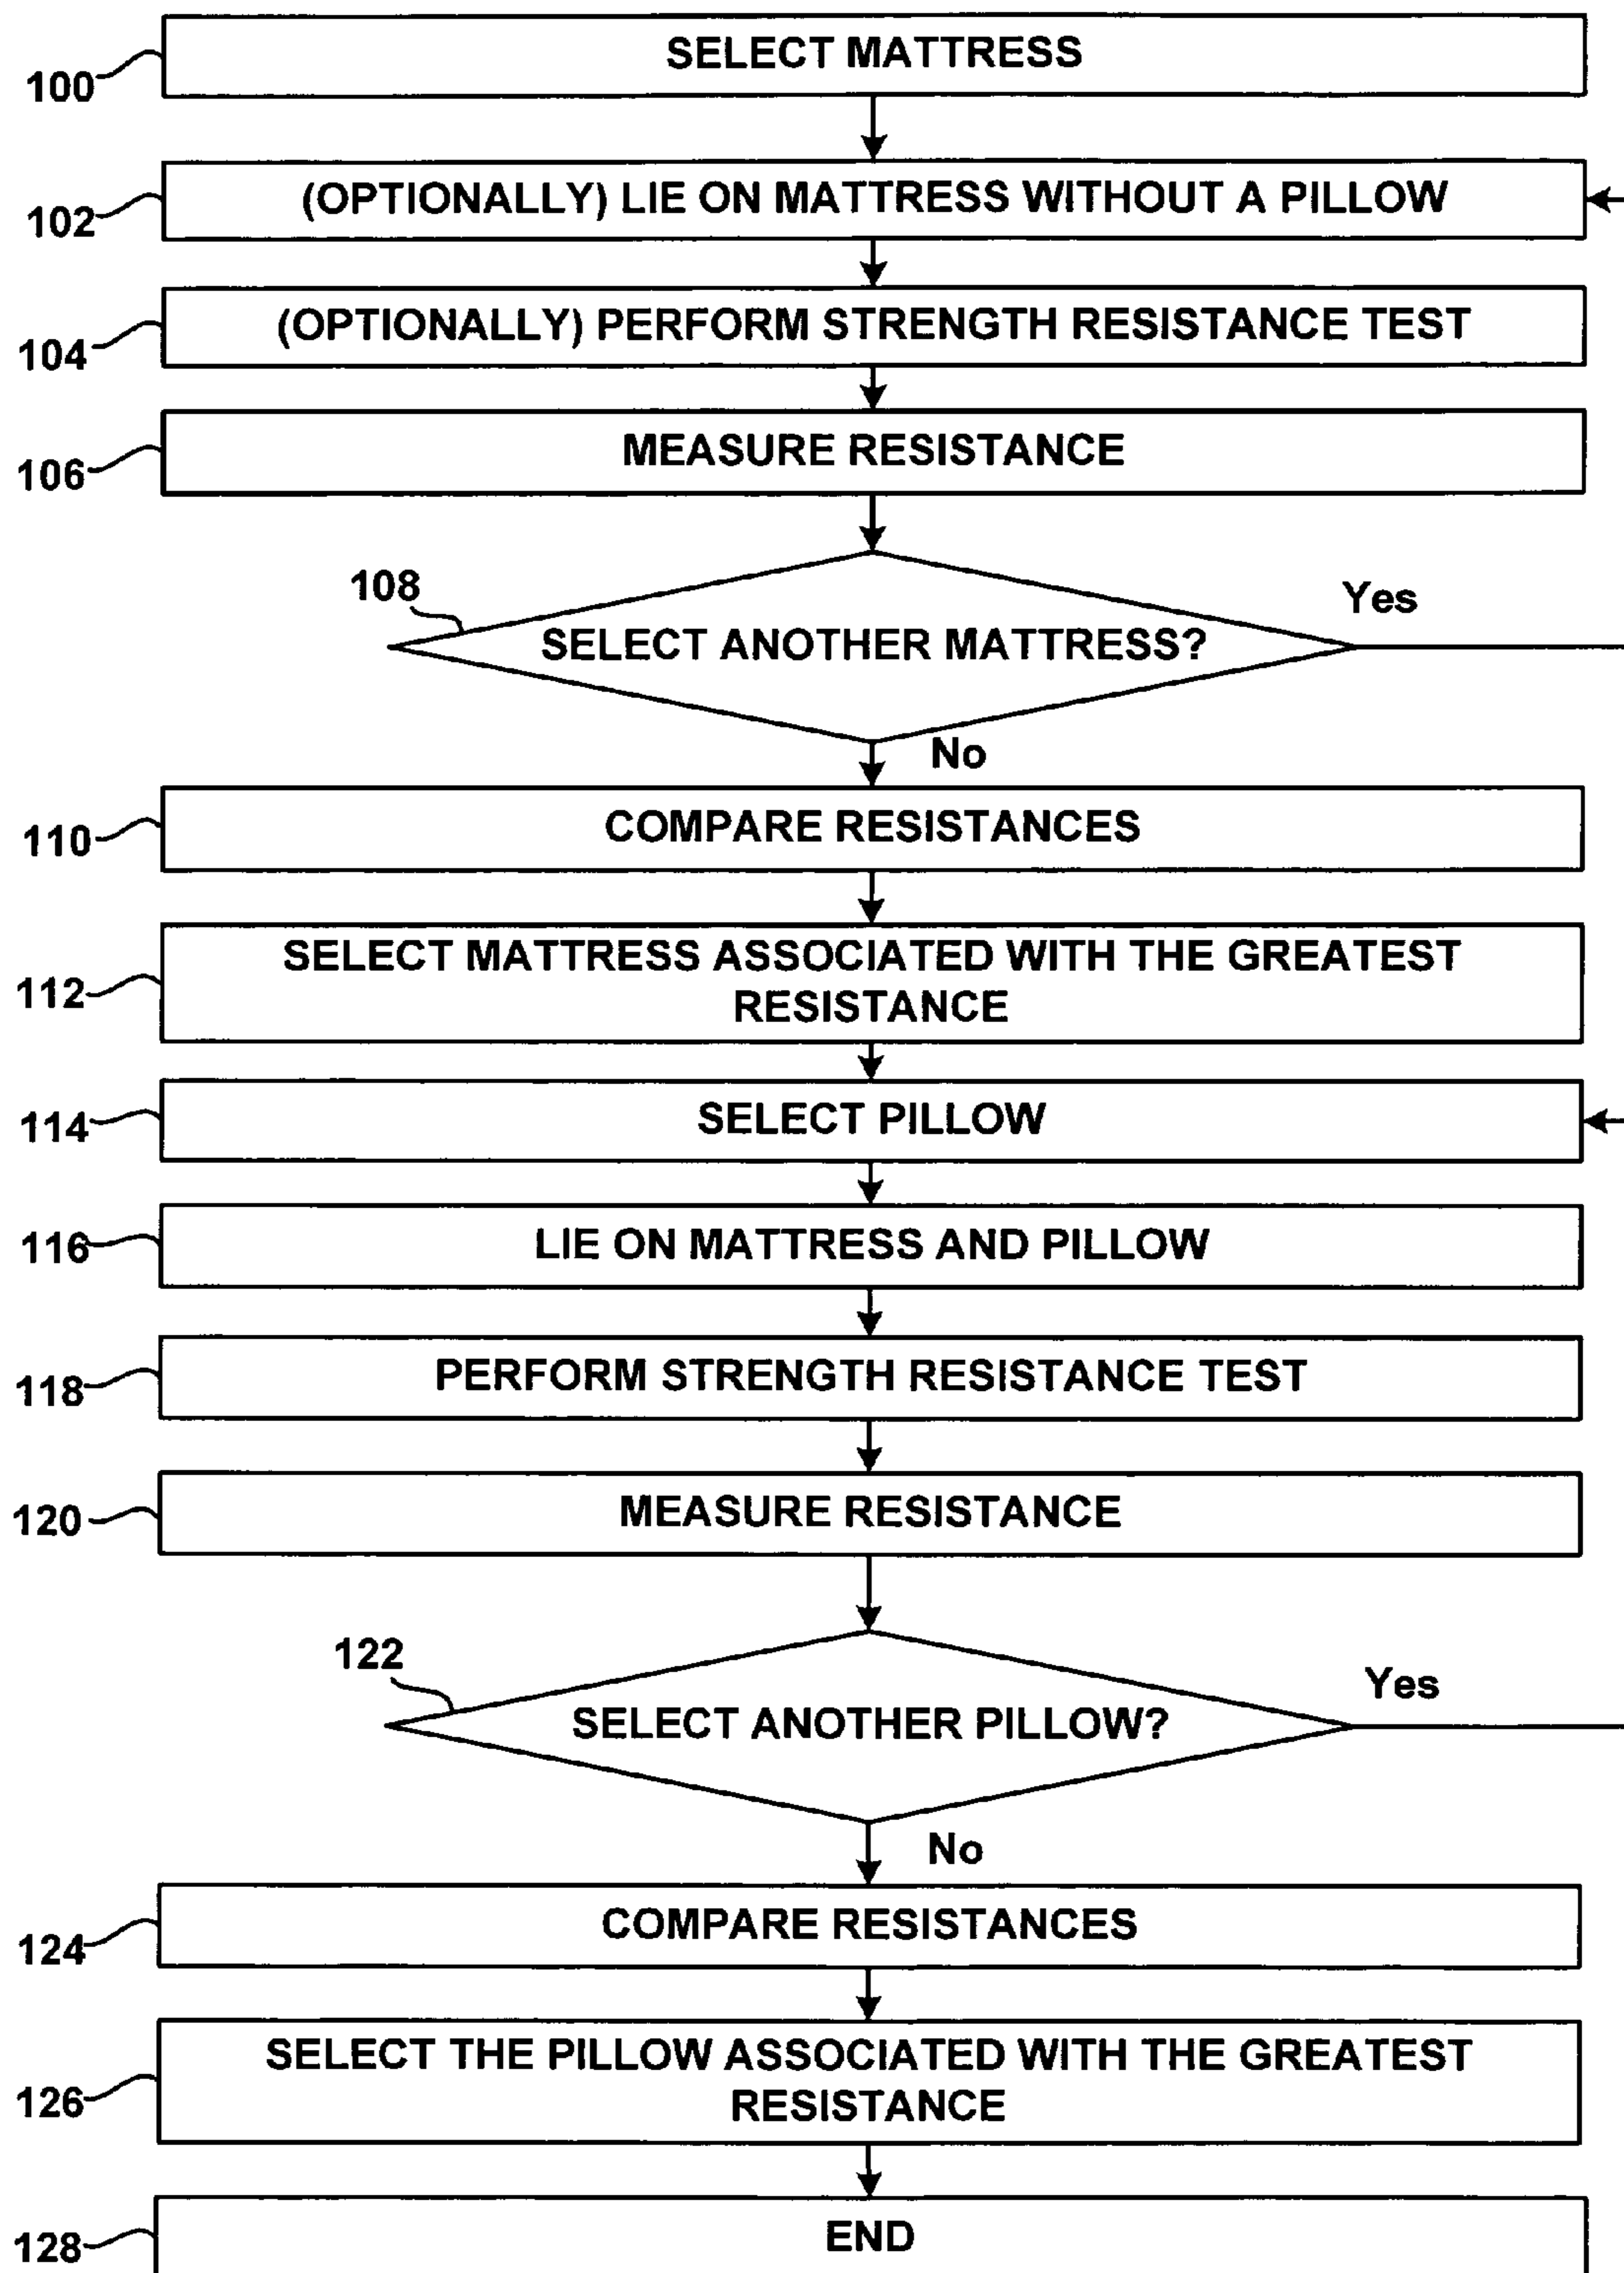 SELECT MATTRESS
100
(OPTIONALLY) LIE ON MATTRESS WITHOUT A PILLOW
102
(OPTIONALLY) PERFORM STRENGTH RESISTANCE TEST
104
MEASURE RESISTANCE
106
108
Yes
SELECT ANOTHER MATTRESS?
No
COMPARE RESISTANCES
110
SELECT MATTRESS ASSOCIATED WITH THE GREATEST
RESISTANCE
112
SELECT PILLOW
114
LIE ON MATTRESS AND PILLOW
116
PERFORM STRENGTH RESISTANCE TEST
118
MEASURE RESISTANCE
120
122
Yes
SELECT ANOTHER PILLOW?
No
COMPARE RESISTANCES
124
SELECT THE PILLOW ASSOCIATED WITH THE GREATEST
RESISTANCE
126
END
128